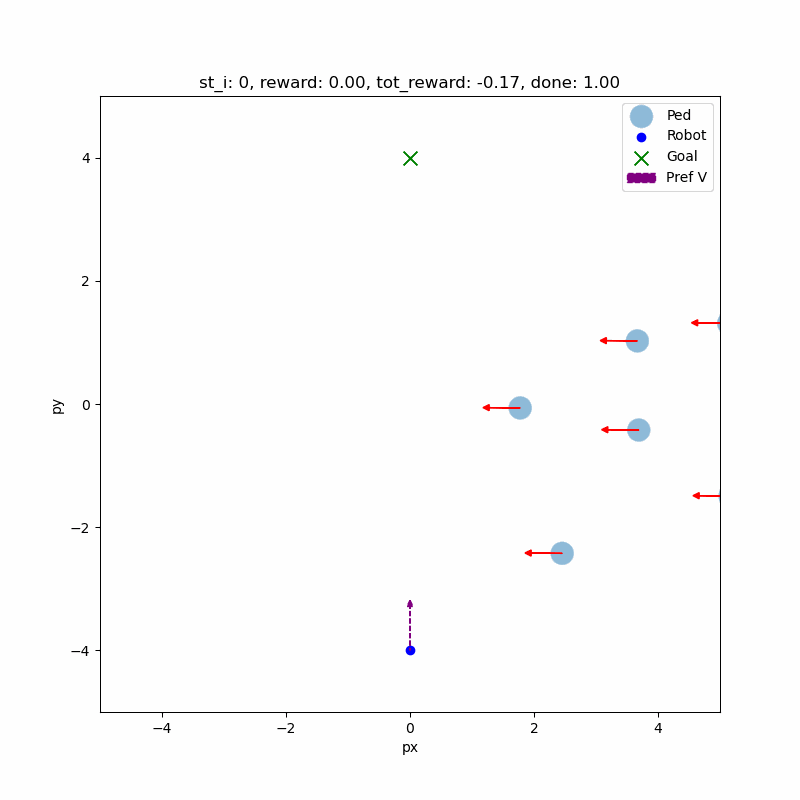 st_i: 0, reward: 0.00, tot_reward: -0.17, done: 1.00
Ped
Robot
Goal
Pref V
4
2
0
−2
−4
py
−4
−2
0
2
4
px